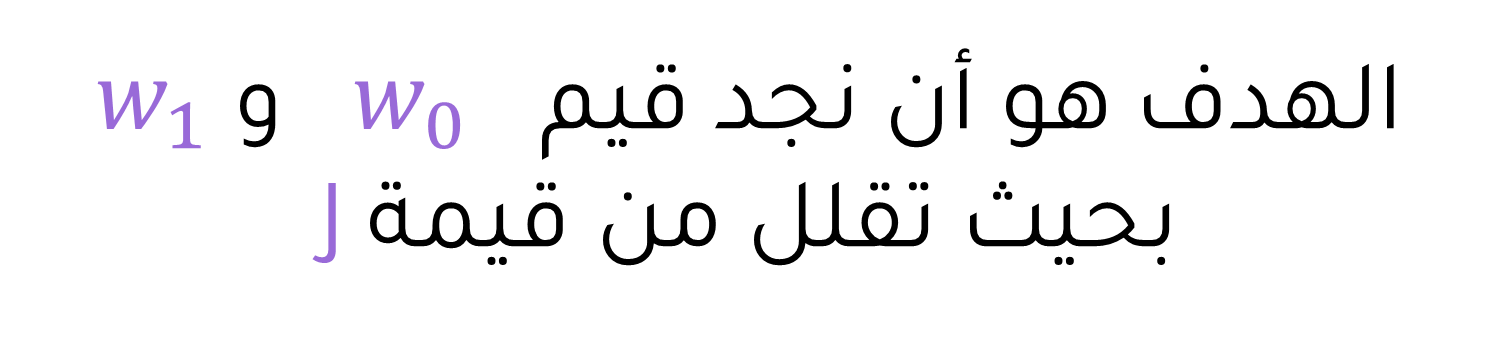 الهدف هو أن نجد قيم w₀ و w₁
بحيث تقلل من قيمة J